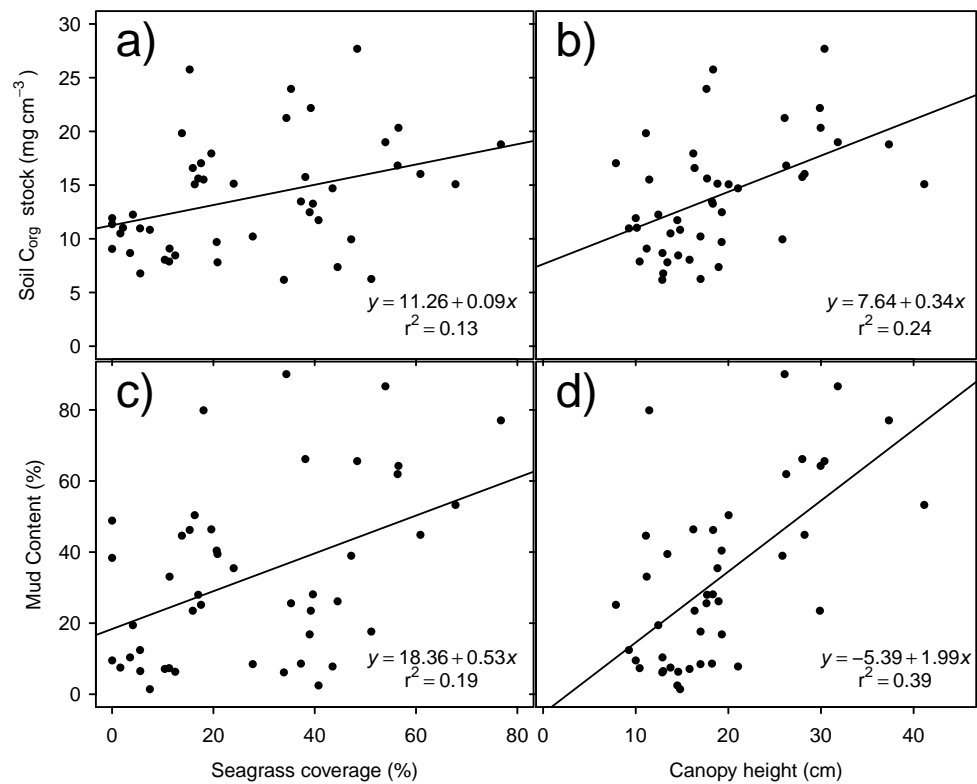 a)
30
25
20
15
10
5
0
Soil Corg stock (mg cm−3)
y = 11.26 + 0.09x
r2 = 0.13
b)
y = 7.64 + 0.34x
r2 = 0.24
c)
80
60
40
20
0
Mud Content (%)
y = 18.36 + 0.53x
r2 = 0.19
d)
y = −5.39 + 1.99x
r2 = 0.39
0 20 40 60 80
Seagrass coverage (%)
0 10 20 30 40
Canopy height (cm)